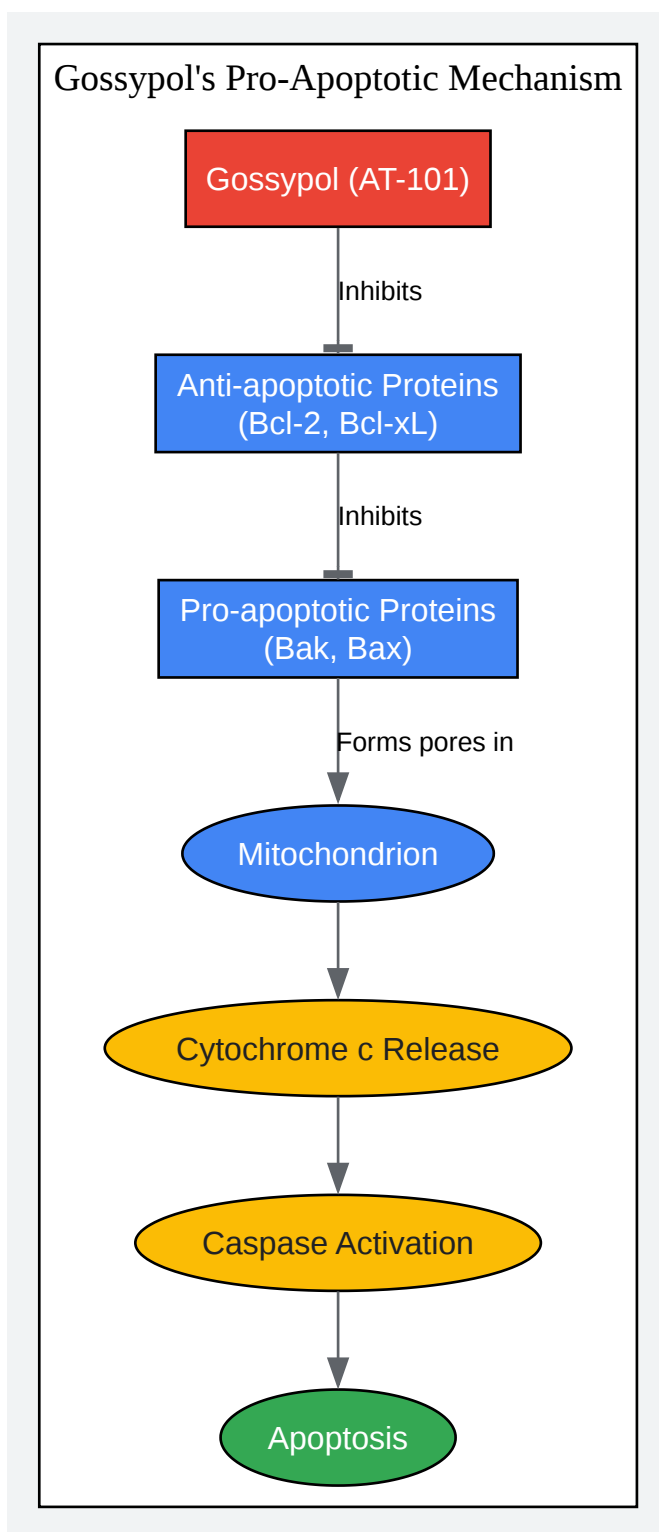 Gossypol's Pro-Apoptotic Mechanism
Gossypol (AT-101)
Inhibits
Anti-apoptotic Proteins
(Bcl-2, Bcl-xL)
Inhibits
Pro-apoptotic Proteins
(Bak, Bax)
Forms pores in
Mitochondrion
Cytochrome c Release
Caspase Activation
Apoptosis